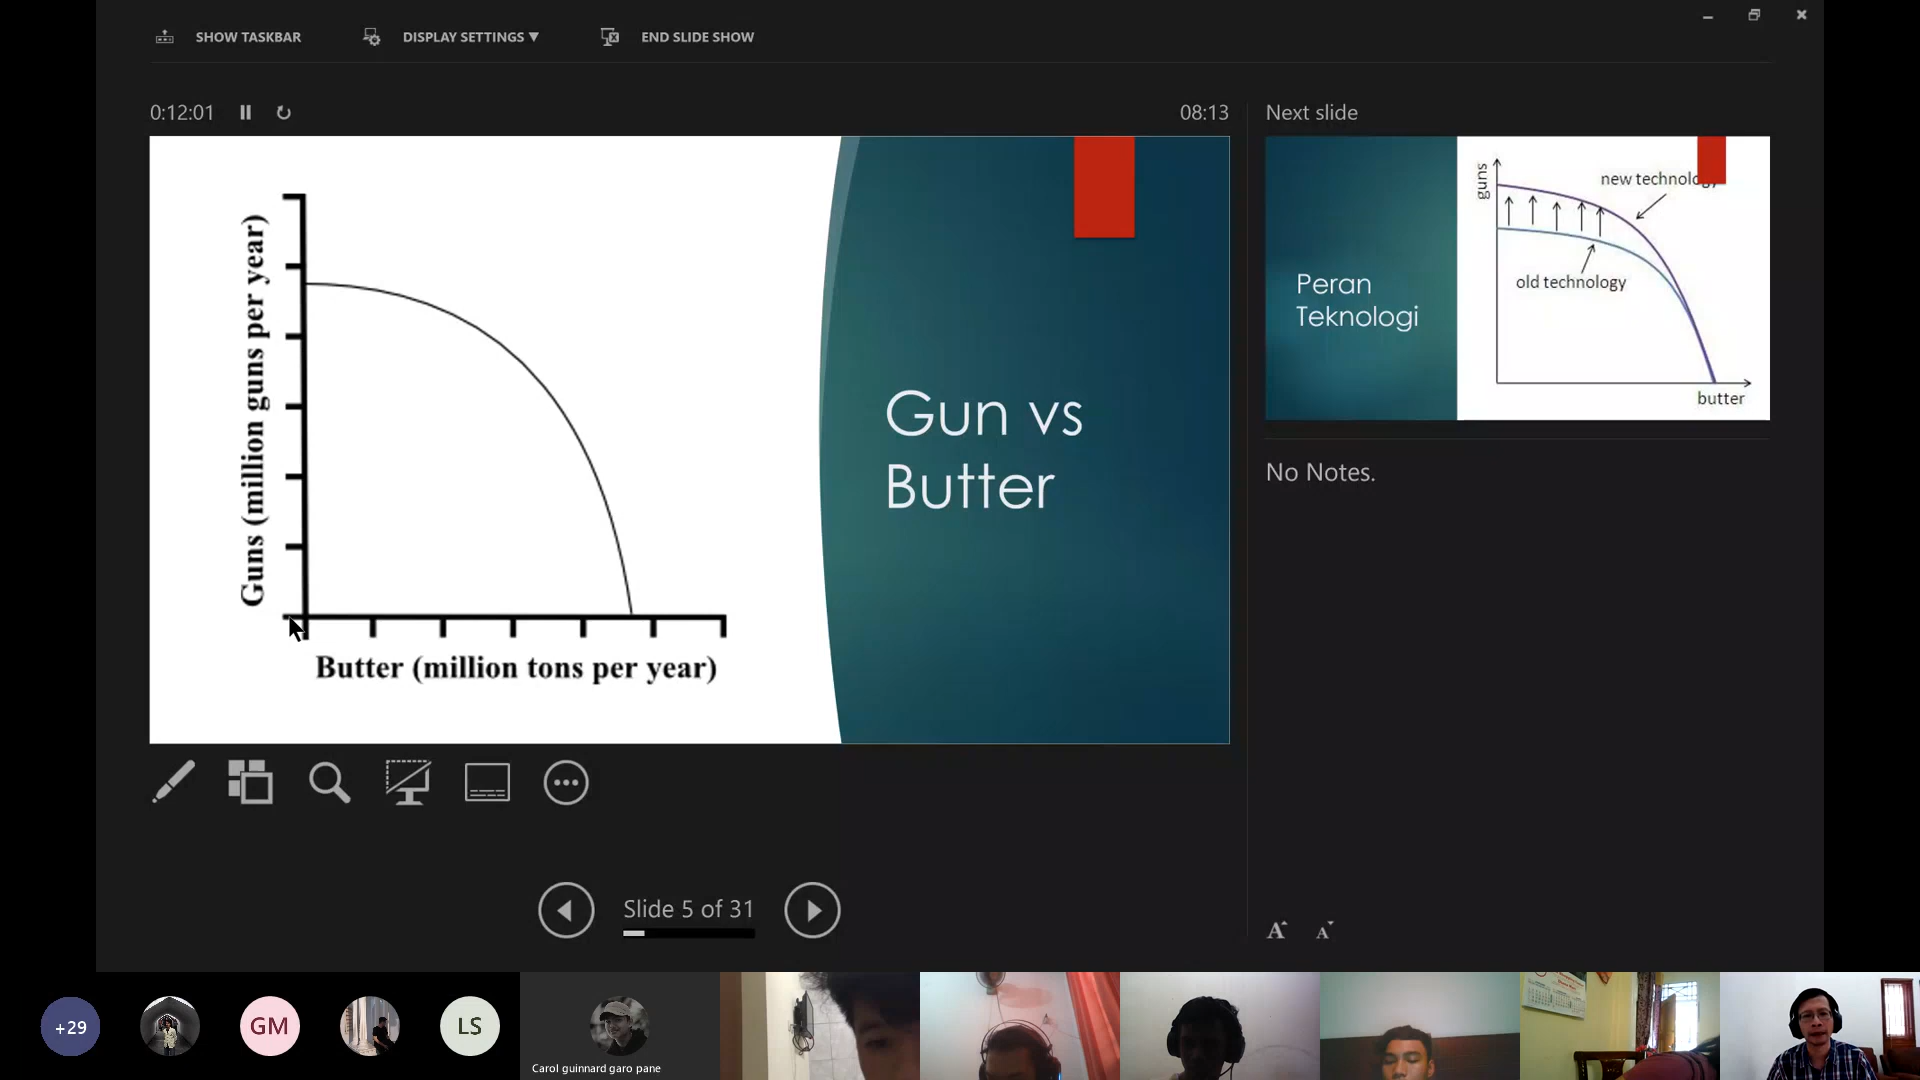 SHOW TASKBAR
DISPLAY SETTINGS ▼
END SLIDE SHOW
0:12:01
08:13
Next slide
Guns (million guns per year)
Butter (million tons per year)
Gun vs
Butter
Peran
Teknologi
guns
new technology
old technology
butter
No Notes.
Slide 5 of 31
A
A
+29
GM
LS
Carol guinnard garo pane